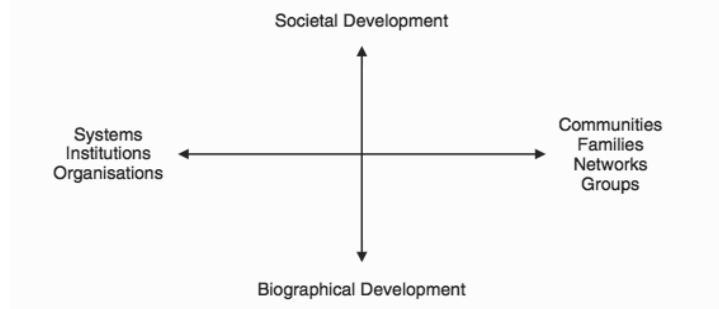 Societal Development
Systems
Institutions
Organisations
Communities
Families
Networks
Groups
Biographical Development